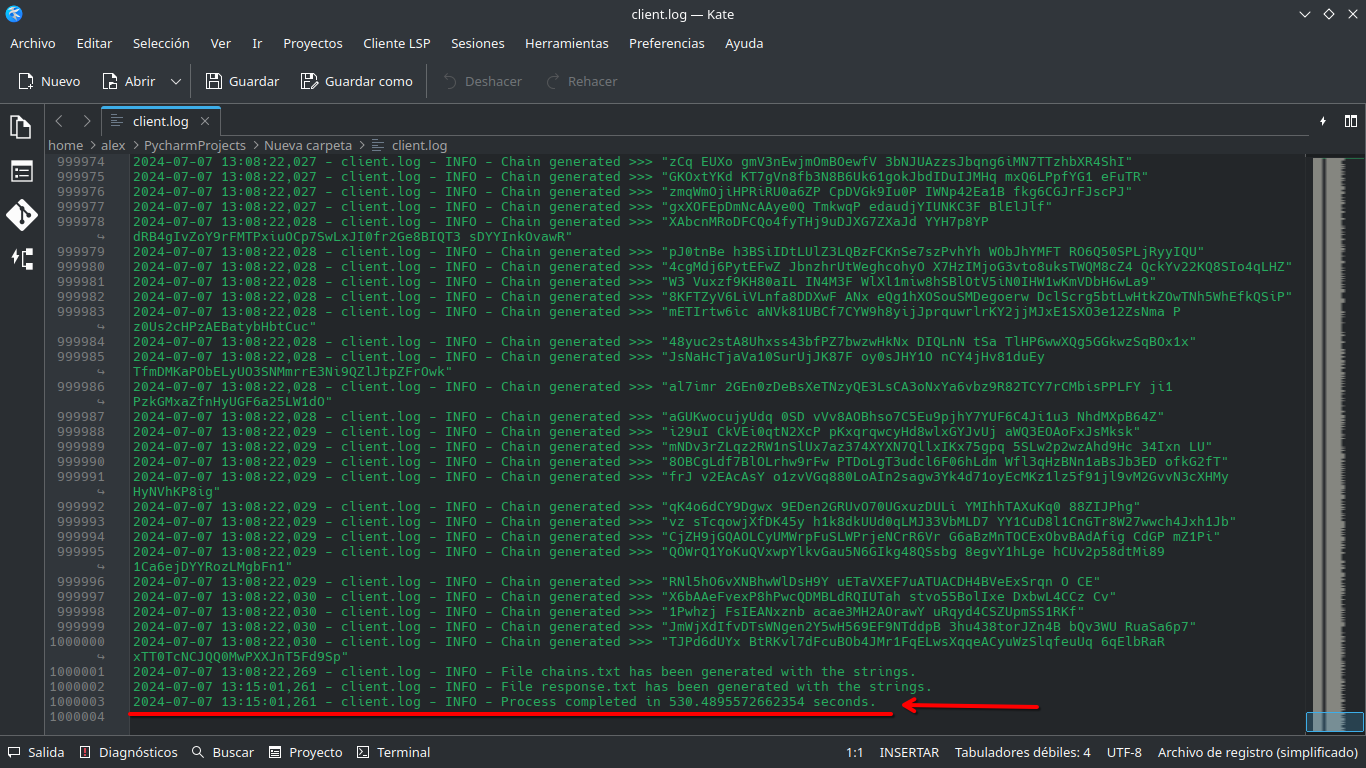 client.log — Kate
Archivo Editar Selección Ver Ir Proyectos Cliente LSP Sesiones Herramientas Preferencias Ayuda
Nuevo Abrir Guardar Guardar como Deshacer Rehacer
client.log
home alex PycharmProjects Nueva carpeta client.log
999974 2024-07-07 13:08:22,027 - client.log - INFO - Chain generated >>> "zCq EUXo gmV3nEwjmOmBOewfV 3bNJUAzzsJbqng6iMN7TTzhbXR4ShI"
999975 2024-07-07 13:08:22,027 - client.log - INFO - Chain generated >>> "GKOxtYKd KT7gVn8fb3N8B6Uk61gokJbdIDuIJMHq mxQ6LPpfYG1 eFuTR"
999976 2024-07-07 13:08:22,027 - client.log - INFO - Chain generated >>> "zmqWmOjiHPRiRU0a6ZP CpDVGk9Iu0P IWNp42Ea1B fkg6CGJrFJscPJ"
999977 2024-07-07 13:08:22,027 - client.log - INFO - Chain generated >>> "gxXOFEpDmNcAAye0Q TmkwqP edaudjYIUNKC3F BlElJlf"
999978 2024-07-07 13:08:22,028 - client.log - INFO - Chain generated >>> "XAbcnMRoDFCQo4fyTHj9uDJXG7ZXaJd YYH7p8YP
dRB4gIvZoY9rFMTPxiuOCp7SwLxJI0fr2Ge8BIQT3 sDYYInkOvawR"
999979 2024-07-07 13:08:22,028 - client.log - INFO - Chain generated >>> "pJ0tnBe h3BSiIDtLUlZ3LQBzFCKnSe7szPvhYh WObJhYMFT RO6Q50SPLjRyyIQU"
999980 2024-07-07 13:08:22,028 - client.log - INFO - Chain generated >>> "4cgMdj6PytEFwZ JbnzhrUtWeghcohyO X7HzIMjoG3vto8uksTWQM8cZ4 QckYv22KQ8SIo4qLHZ"
999981 2024-07-07 13:08:22,028 - client.log - INFO - Chain generated >>> "W3 Vuxzf9KH80aIL IN4M3F WlXl1miw8hSBlOtV5iN0IHW1wKmVDbH6wLa9"
999982 2024-07-07 13:08:22,028 - client.log - INFO - Chain generated >>> "8KFTZyV6LiVLnfa8DDXwF ANx eQg1hXOSouSMDegoerw DclScrg5btLwHtkZOwTNh5WhEfkQSiP"
999983 2024-07-07 13:08:22,028 - client.log - INFO - Chain generated >>> "mETIrtw6ic aNVk81UBCf7CYW9h8yijJprquwrlrKY2jjMJxE1SXO3e12ZsNma P
z0Us2cHPzAEBatybHbtCuc"
999984 2024-07-07 13:08:22,028 - client.log - INFO - Chain generated >>> "48yuc2stA8Uhxss43bfPZ7bwzwHkNx DIQLnN tSa TlHP6wwXQg5GGkwzSqBOx1x"
999985 2024-07-07 13:08:22,028 - client.log - INFO - Chain generated >>> "JsNaHcTjaVa10SurUjJK87F oy0sJHY1O nCY4jHv81duEy
TfmDMKaPObELyUO3SNMmrrE3Ni9QZlJtpZFrOwk"
999986 2024-07-07 13:08:22,028 - client.log - INFO - Chain generated >>> "al7imr 2GEn0zDeBsXeTNzyQE3LsCA3oNxYa6vbz9R82TCY7rCMbisPPLFY ji1
PzkGMxaZfnHyUGF6a25LW1dO"
999987 2024-07-07 13:08:22,028 - client.log - INFO - Chain generated >>> "aGUKwocujyUdq 0SD vVv8AOBhso7C5Eu9pjhY7YUF6C4Ji1u3 NhdMXpB64Z"
999988 2024-07-07 13:08:22,029 - client.log - INFO - Chain generated >>> "i29uI CkVEi0qtN2XcP pKxqrqwcyHd8wlxGYJvUj aWQ3EOAoFxJsMksk"
999989 2024-07-07 13:08:22,029 - client.log - INFO - Chain generated >>> "mNDv3rZLqz2RW1nSlUx7az374XYXN7QllxIKx75gpq 5SLw2p2wzAhd9Hc 34Ixn LU"
999990 2024-07-07 13:08:22,029 - client.log - INFO - Chain generated >>> "8OBCgLdf7BlOLrhw9rFw PTDoLgT3udcl6F06hLdm Wfl3qHzBNn1aBsJb3ED ofkG2fT"
999991 2024-07-07 13:08:22,029 - client.log - INFO - Chain generated >>> "frJ v2EAcAsY o1zvVGq880LoAIn2sagw3Yk4d71oyEcMKz1lz5f91jl9vM2GvvN3cXHMy
HyNVhKP8ig"
999992 2024-07-07 13:08:22,029 - client.log - INFO - Chain generated >>> "qK4o6dCY9Dgwx 9EDen2GRUvO70UGxuzDULi YMIhhTAXuKq0 88ZIJPhg"
999993 2024-07-07 13:08:22,029 - client.log - INFO - Chain generated >>> "vz sTcqowjXfDK45y h1k8dkUUd0qLMJ33VbMLD7 YY1CuD8l1CnGTr8W27wwch4Jxh1Jb"
999994 2024-07-07 13:08:22,029 - client.log - INFO - Chain generated >>> "CjZH9jGQAOLCyUMWrpFuSLWPrjeNCrR6Vr G6aBzMnTOCExObvBAdAfig CdGP mZ1Pi"
999995 2024-07-07 13:08:22,029 - client.log - INFO - Chain generated >>> "QOWrQ1YoKuQVxwpYlkvGau5N6GIkg48QSsbg 8egvY1hLge hCUv2p58dtMi89
1Ca6ejDYYRozLMgbFn1"
999996 2024-07-07 13:08:22,029 - client.log - INFO - Chain generated >>> "RNl5hO6vXNBhwWlDsH9Y uETaVXEF7uATUACDH4BVeExSrqn O CE"
999997 2024-07-07 13:08:22,030 - client.log - INFO - Chain generated >>> "X6bAAeFvexP8hPwcQDMBLdRQIUTah stvo55BolIxe DxbwL4CCz Cv"
999998 2024-07-07 13:08:22,030 - client.log - INFO - Chain generated >>> "1Pwhzj FsIEANxznb acae3MH2AOrawY uRqyd4CSZUpmSS1RKf"
999999 2024-07-07 13:08:22,030 - client.log - INFO - Chain generated >>> "JmWjXdIfvDTsWNgen2Y5wH569EF9NTddpB 3hu438torJZn4B bQv3WU RuaSa6p7"
1000000 2024-07-07 13:08:22,030 - client.log - INFO - Chain generated >>> "TJPd6dUYx BtRKvl7dFcuBOb4JMr1FqELwsXqqeACyuWzSlqfeuUq 6qElbRaR
xTT0TcNCJQQ0MwPXXJnT5Fd9Sp"
1000001 2024-07-07 13:08:22,269 - client.log - INFO - File chains.txt has been generated with the strings.
1000002 2024-07-07 13:15:01,261 - client.log - INFO - File response.txt has been generated with the strings.
1000003 2024-07-07 13:15:01,261 - client.log - INFO - Process completed in 530.4895572662354 seconds.
1000004
Salida Diagnósticos Buscar Proyecto Terminal 1:1 INSERTAR Tabuladores débiles: 4 UTF-8 Archivo de registro (simplificado)